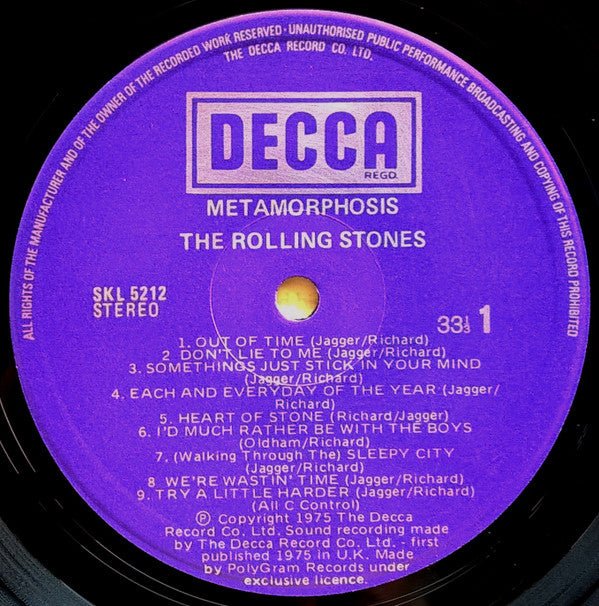 ALL RIGHTS OF THE MANUFACTURER AND OF THE OWNER OF THE RECORDED WORK RESERVED · UNAUTHORISED PUBLIC PERFORMANCE BROADCASTING AND COPYING OF THIS RECORD PROHIBITED
THE DECCA RECORD CO. LTD.
DECCA
REGD.
METAMORPHOSIS
THE ROLLING STONES
SKL 5212
STEREO
33⅓ 1
1. OUT OF TIME (Jagger/Richard)
2 DON'T LIE TO ME (Jagger/Richard)
3. SOMETHINGS JUST STICK IN YOUR MIND
(Jagger/Richard)
4. EACH AND EVERYDAY OF THE YEAR (Jagger/
Richard)
5. HEART OF STONE (Richard/Jagger)
6. I'D MUCH RATHER BE WITH THE BOYS
(Oldham/Richard)
7. (Walking Through The) SLEEPY CITY
(Jagger/Richard)
8. WE'RE WASTIN' TIME (Jagger/Richard)
9. TRY A LITTLE HARDER (Jagger/Richard)
(All C Control)
Ⓟ Copyright 1975 The Decca
Record Co. Ltd. Sound recording made
by The Decca Record Co. Ltd. - first
published 1975 in U.K. Made
by PolyGram Records under
exclusive licence.